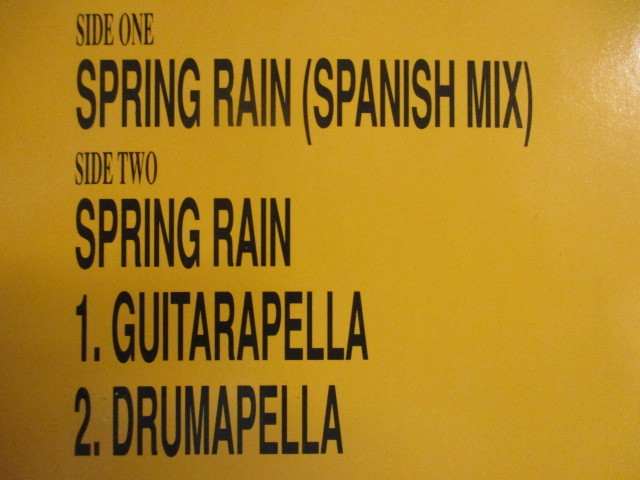 SIDE ONE
SPRING RAIN (SPANISH MIX)
SIDE TWO
SPRING RAIN
1. GUITARAPELLA
2. DRUMAPELLA